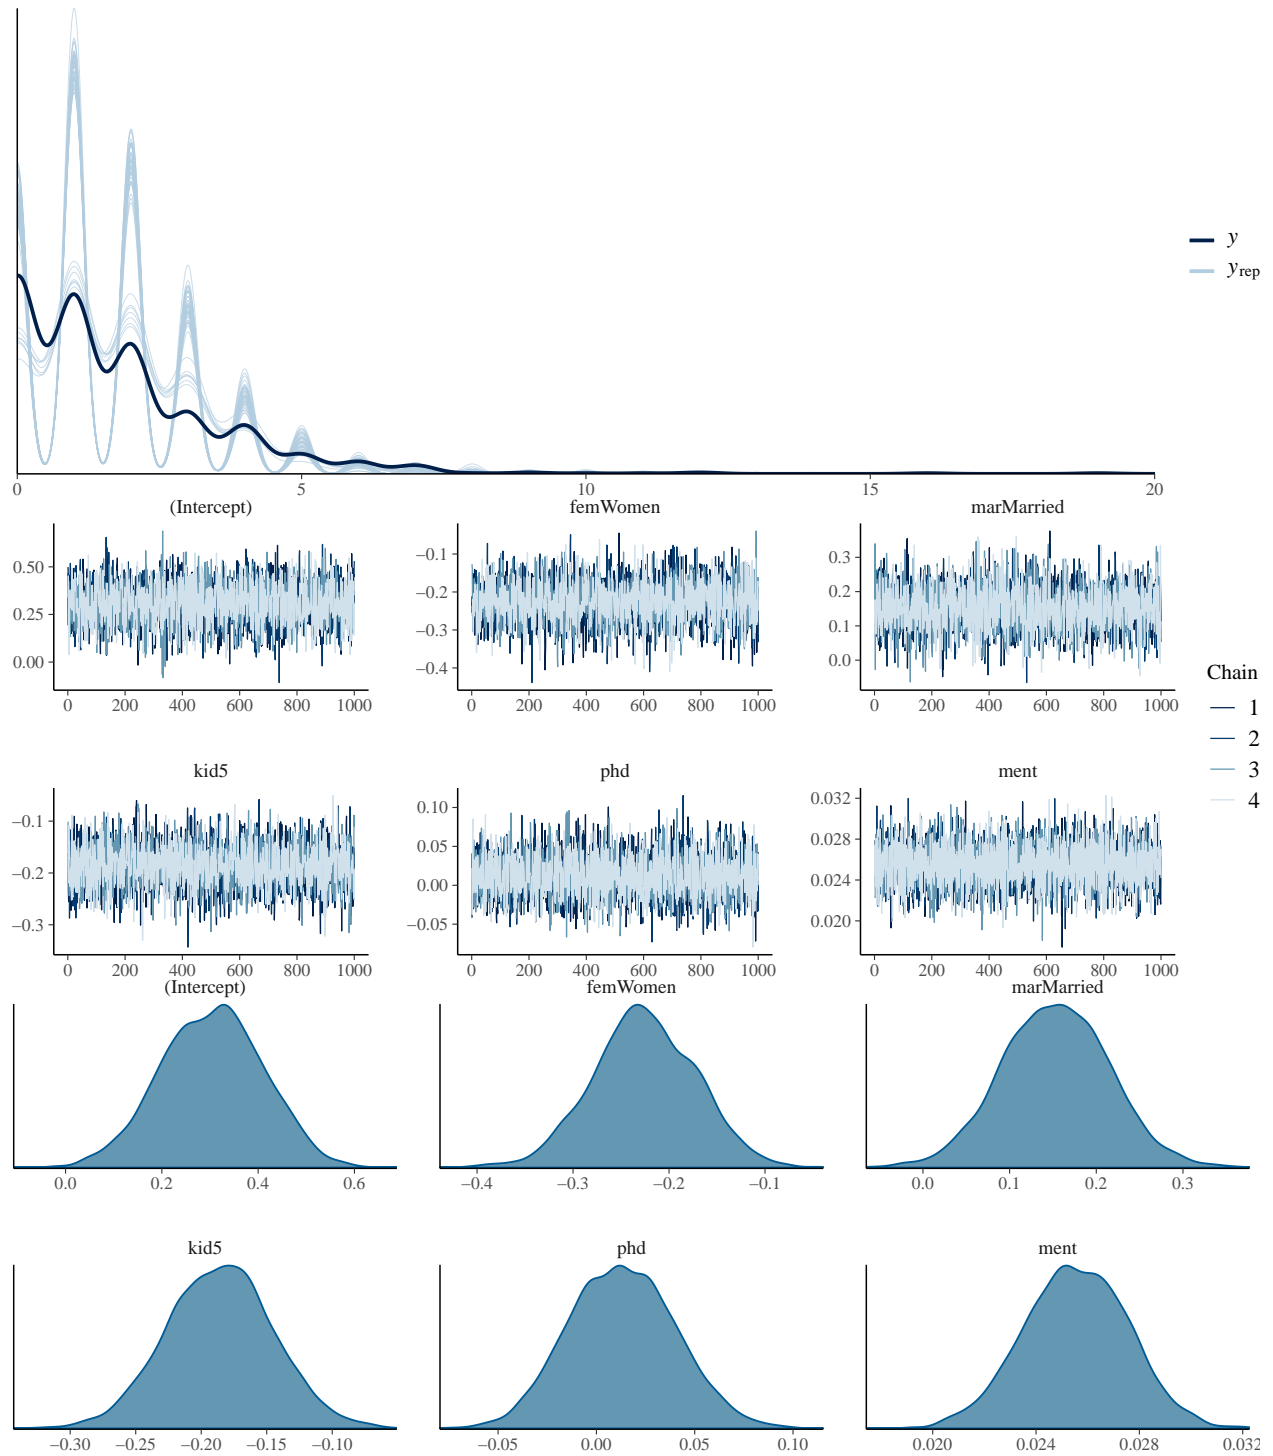 y
yrep
0 5 10 15 20
(Intercept) femWomen marMarried
0.50
0.25
0.00
−0.1
−0.2
−0.3
−0.4
0.3
0.2
0.1
0.0
0 200 400 600 800 1000 0 200 400 600 800 1000 0 200 400 600 800 1000
Chain
1
2
3
4
kid5 phd ment
−0.1
−0.2
−0.3
0.10
0.05
0.00
−0.05
0.032
0.028
0.024
0.020
0 200 400 600 800 1000 0 200 400 600 800 1000 0 200 400 600 800 1000
(Intercept) femWomen marMarried
0.0 0.2 0.4 0.6 −0.4 −0.3 −0.2 −0.1 0.0 0.1 0.2 0.3
kid5 phd ment
−0.30 −0.25 −0.20 −0.15 −0.10 −0.05 0.00 0.05 0.10 0.020 0.024 0.028 0.032